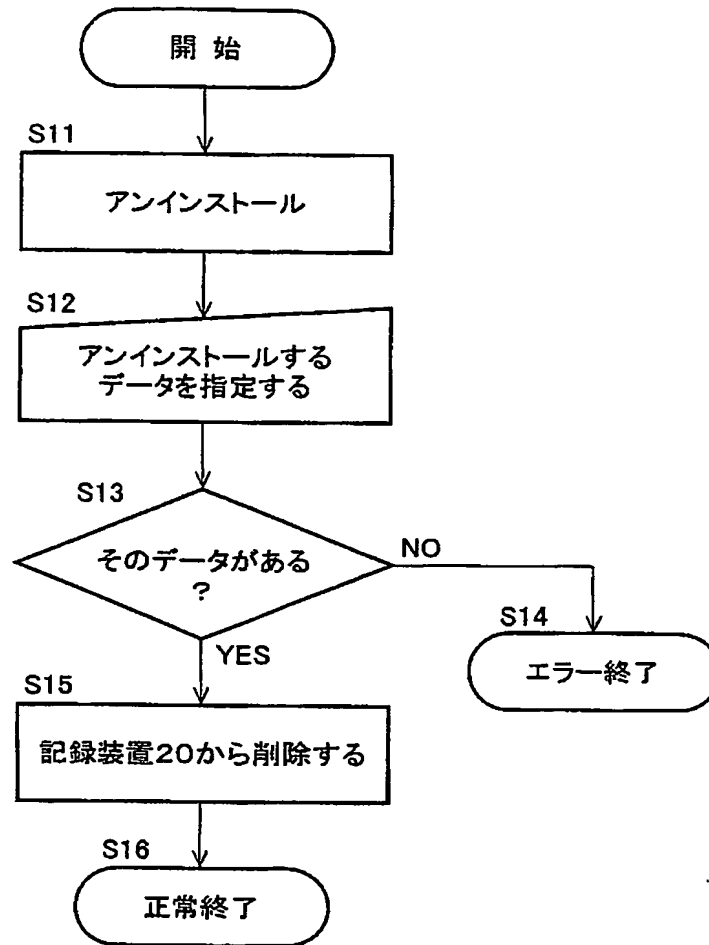 開 始
S11
アンインストール
S12
アンインストールする
データを指定する
S13
そのデータがある
?
NO
S14
エラー終了
YES
S15
記録装置20から削除する
S16
正常終了